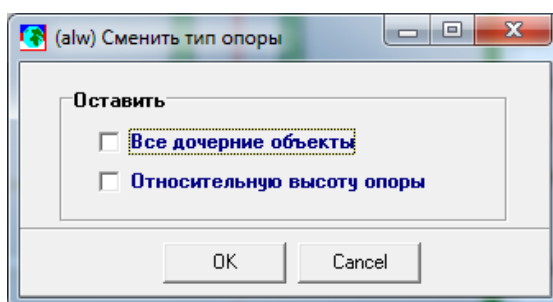 (alw) Сменить тип опоры
Оставить
Все дочерние объекты
Относительную высоту опоры
OK
Cancel